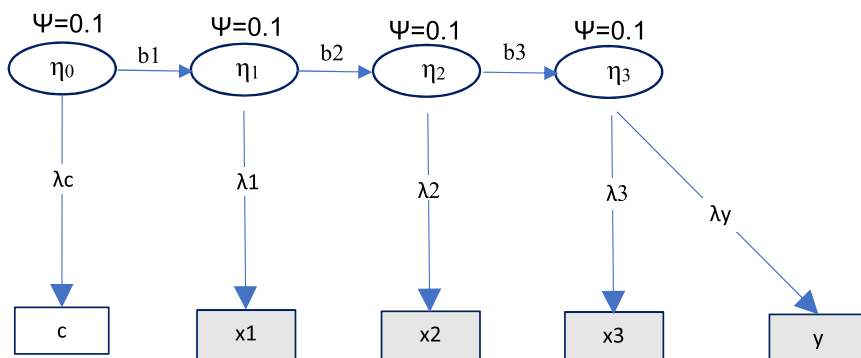 Ψ=0.1 Ψ=0.1 Ψ=0.1 Ψ=0.1
η₀ b1 η₁ b2 η₂ b3 η₃
λc λ1 λ2 λ3 λy
c x1 x2 x3 y